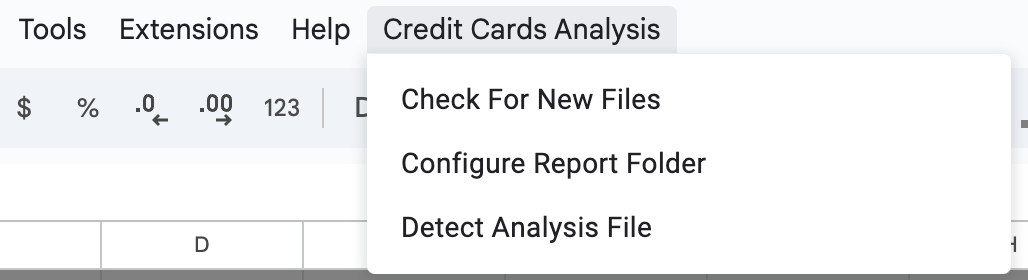 Tools Extensions Help Credit Cards Analysis
$ % .0 .00 123
Check For New Files
Configure Report Folder
Detect Analysis File
D